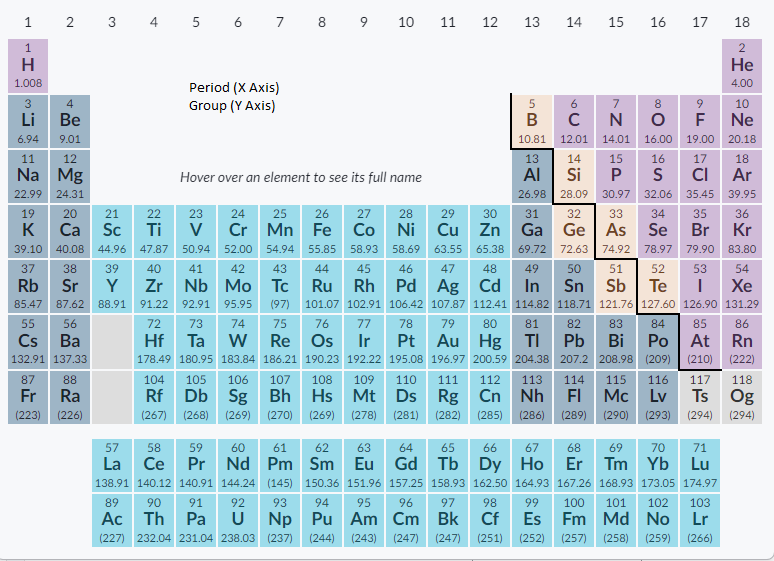 1 2 3 4 5 6 7 8 9 10 11 12 13 14 15 16 17 18
1 2
H He
1.008 4.00
Period (X Axis)
Group (Y Axis)
3 4 5 6 7 8 9 10
Li Be B C N O F Ne
6.94 9.01 10.81 12.01 14.01 16.00 19.00 20.18
11 12 13 14 15 16 17 18
Na Mg Al Si P S Cl Ar
Hover over an element to see its full name
22.99 24.31 26.98 28.09 30.97 32.06 35.45 39.95
19 20 21 22 23 24 25 26 27 28 29 30 31 32 33 34 35 36
K Ca Sc Ti V Cr Mn Fe Co Ni Cu Zn Ga Ge As Se Br Kr
39.10 40.08 44.96 47.87 50.94 52.00 54.94 55.85 58.93 58.69 63.55 65.38 69.72 72.63 74.92 78.97 79.90 83.80
37 38 39 40 41 42 43 44 45 46 47 48 49 50 51 52 53 54
Rb Sr Y Zr Nb Mo Tc Ru Rh Pd Ag Cd In Sn Sb Te I Xe
85.47 87.62 88.91 91.22 92.91 95.95 (97) 101.07 102.91 106.42 107.87 112.41 114.82 118.71 121.76 127.60 126.90 131.29
55 56 72 73 74 75 76 77 78 79 80 81 82 83 84 85 86
Cs Ba Hf Ta W Re Os Ir Pt Au Hg Tl Pb Bi Po At Rn
132.91 137.33 178.49 180.95 183.84 186.21 190.23 192.22 195.08 196.97 200.59 204.38 207.2 208.98 (209) (210) (222)
87 88 104 105 106 107 108 109 110 111 112 113 114 115 116 117 118
Fr Ra Rf Db Sg Bh Hs Mt Ds Rg Cn Nh Fl Mc Lv Ts Og
(223) (226) (267) (268) (269) (270) (269) (278) (281) (282) (285) (286) (289) (290) (293) (294) (294)
57 58 59 60 61 62 63 64 65 66 67 68 69 70 71
La Ce Pr Nd Pm Sm Eu Gd Tb Dy Ho Er Tm Yb Lu
138.91 140.12 140.91 144.24 (145) 150.36 151.96 157.25 158.93 162.50 164.93 167.26 168.93 173.05 174.97
89 90 91 92 93 94 95 96 97 98 99 100 101 102 103
Ac Th Pa U Np Pu Am Cm Bk Cf Es Fm Md No Lr
(227) 232.04 231.04 238.03 (237) (244) (243) (247) (247) (251) (252) (257) (258) (259) (266)